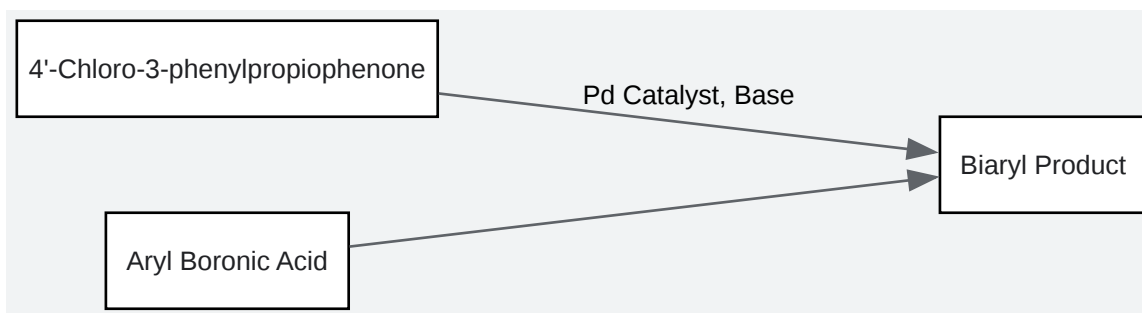 4'-Chloro-3-phenylpropiophenone
Pd Catalyst, Base
Biaryl Product
Aryl Boronic Acid